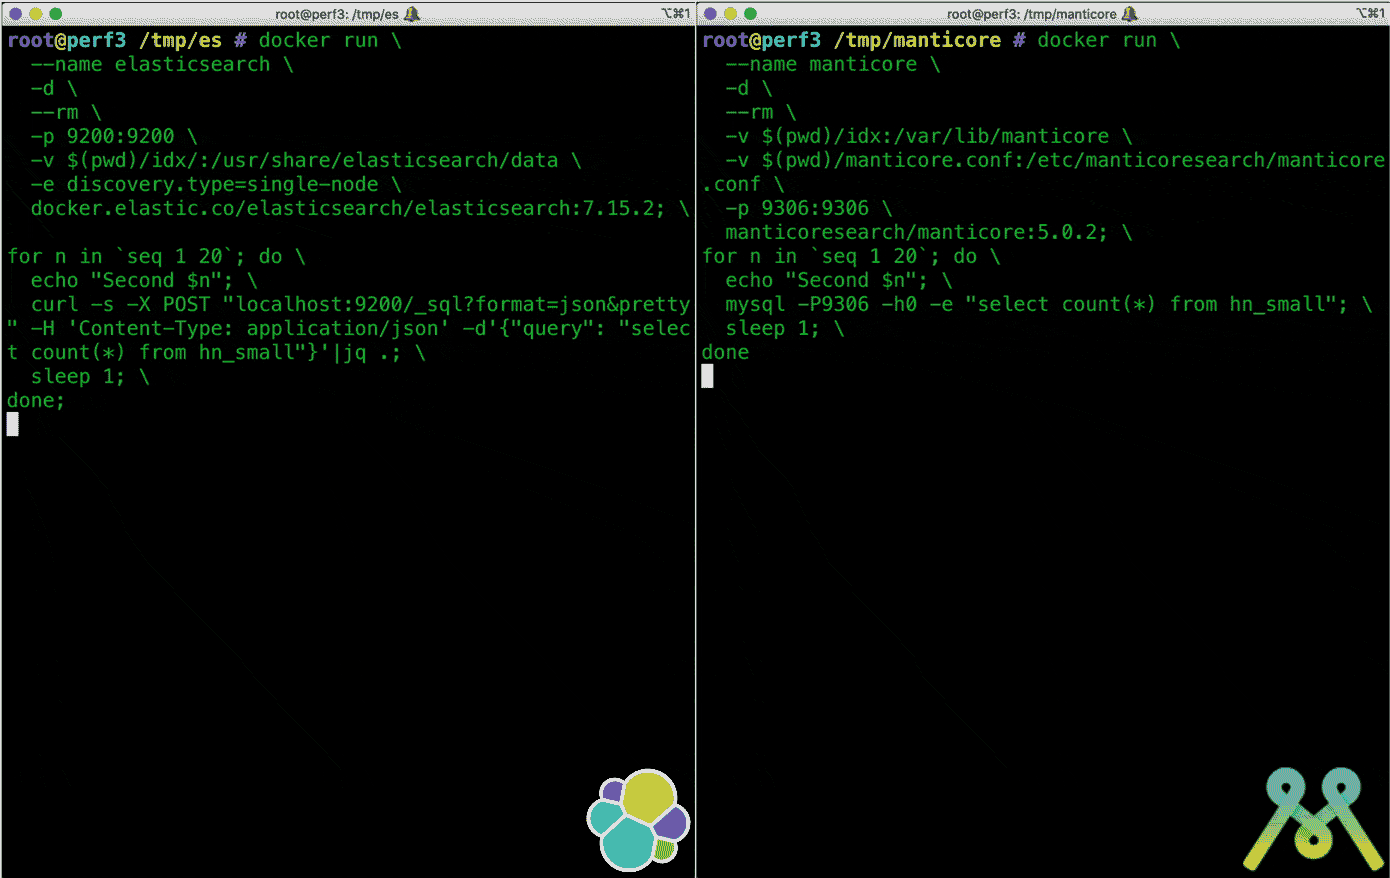 root@perf3: /tmp/es
⌥⌘1
root@perf3 /tmp/es # docker run \
  --name elasticsearch \
  -d \
  --rm \
  -p 9200:9200 \
  -v $(pwd)/idx/:/usr/share/elasticsearch/data \
  -e discovery.type=single-node \
  docker.elastic.co/elasticsearch/elasticsearch:7.15.2; \
for n in `seq 1 20`; do \
  echo "Second $n"; \
  curl -s -X POST "localhost:9200/_sql?format=json&pretty
" -H 'Content-Type: application/json' -d'{"query": "selec
t count(*) from hn_small"}'|jq .; \
  sleep 1; \
done;
root@perf3: /tmp/manticore
⌥⌘1
root@perf3 /tmp/manticore # docker run \
  --name manticore \
  -d \
  --rm \
  -v $(pwd)/idx:/var/lib/manticore \
  -v $(pwd)/manticore.conf:/etc/manticoresearch/manticore
.conf \
  -p 9306:9306 \
  manticoresearch/manticore:5.0.2; \
for n in `seq 1 20`; do \
  echo "Second $n"; \
  mysql -P9306 -h0 -e "select count(*) from hn_small"; \
  sleep 1; \
done